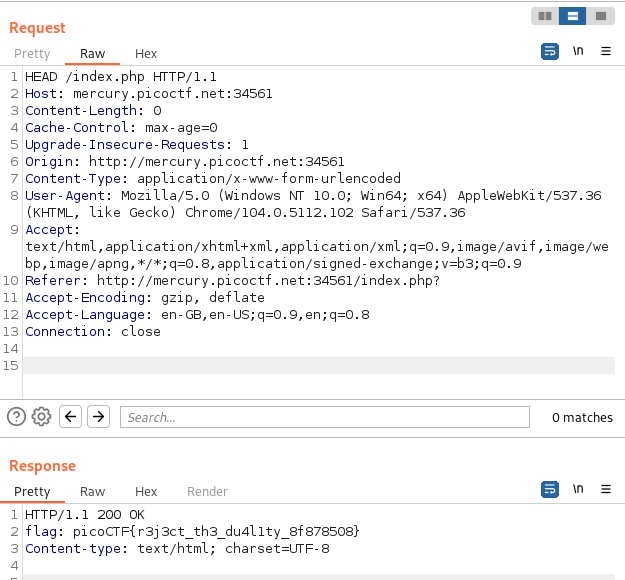 Request
Pretty Raw Hex \n
1 HEAD /index.php HTTP/1.1
2 Host: mercury.picoctf.net:34561
3 Content-Length: 0
4 Cache-Control: max-age=0
5 Upgrade-Insecure-Requests: 1
6 Origin: http://mercury.picoctf.net:34561
7 Content-Type: application/x-www-form-urlencoded
8 User-Agent: Mozilla/5.0 (Windows NT 10.0; Win64; x64) AppleWebKit/537.36
(KHTML, like Gecko) Chrome/104.0.5112.102 Safari/537.36
9 Accept:
text/html,application/xhtml+xml,application/xml;q=0.9,image/avif,image/we
bp,image/apng,*/*;q=0.8,application/signed-exchange;v=b3;q=0.9
10 Referer: http://mercury.picoctf.net:34561/index.php?
11 Accept-Encoding: gzip, deflate
12 Accept-Language: en-GB,en-US;q=0.9,en;q=0.8
13 Connection: close
14
15
Search... 0 matches
Response
Pretty Raw Hex Render \n
1 HTTP/1.1 200 OK
2 flag: picoCTF{r3j3ct_th3_du4l1ty_8f878508}
3 Content-type: text/html; charset=UTF-8
4